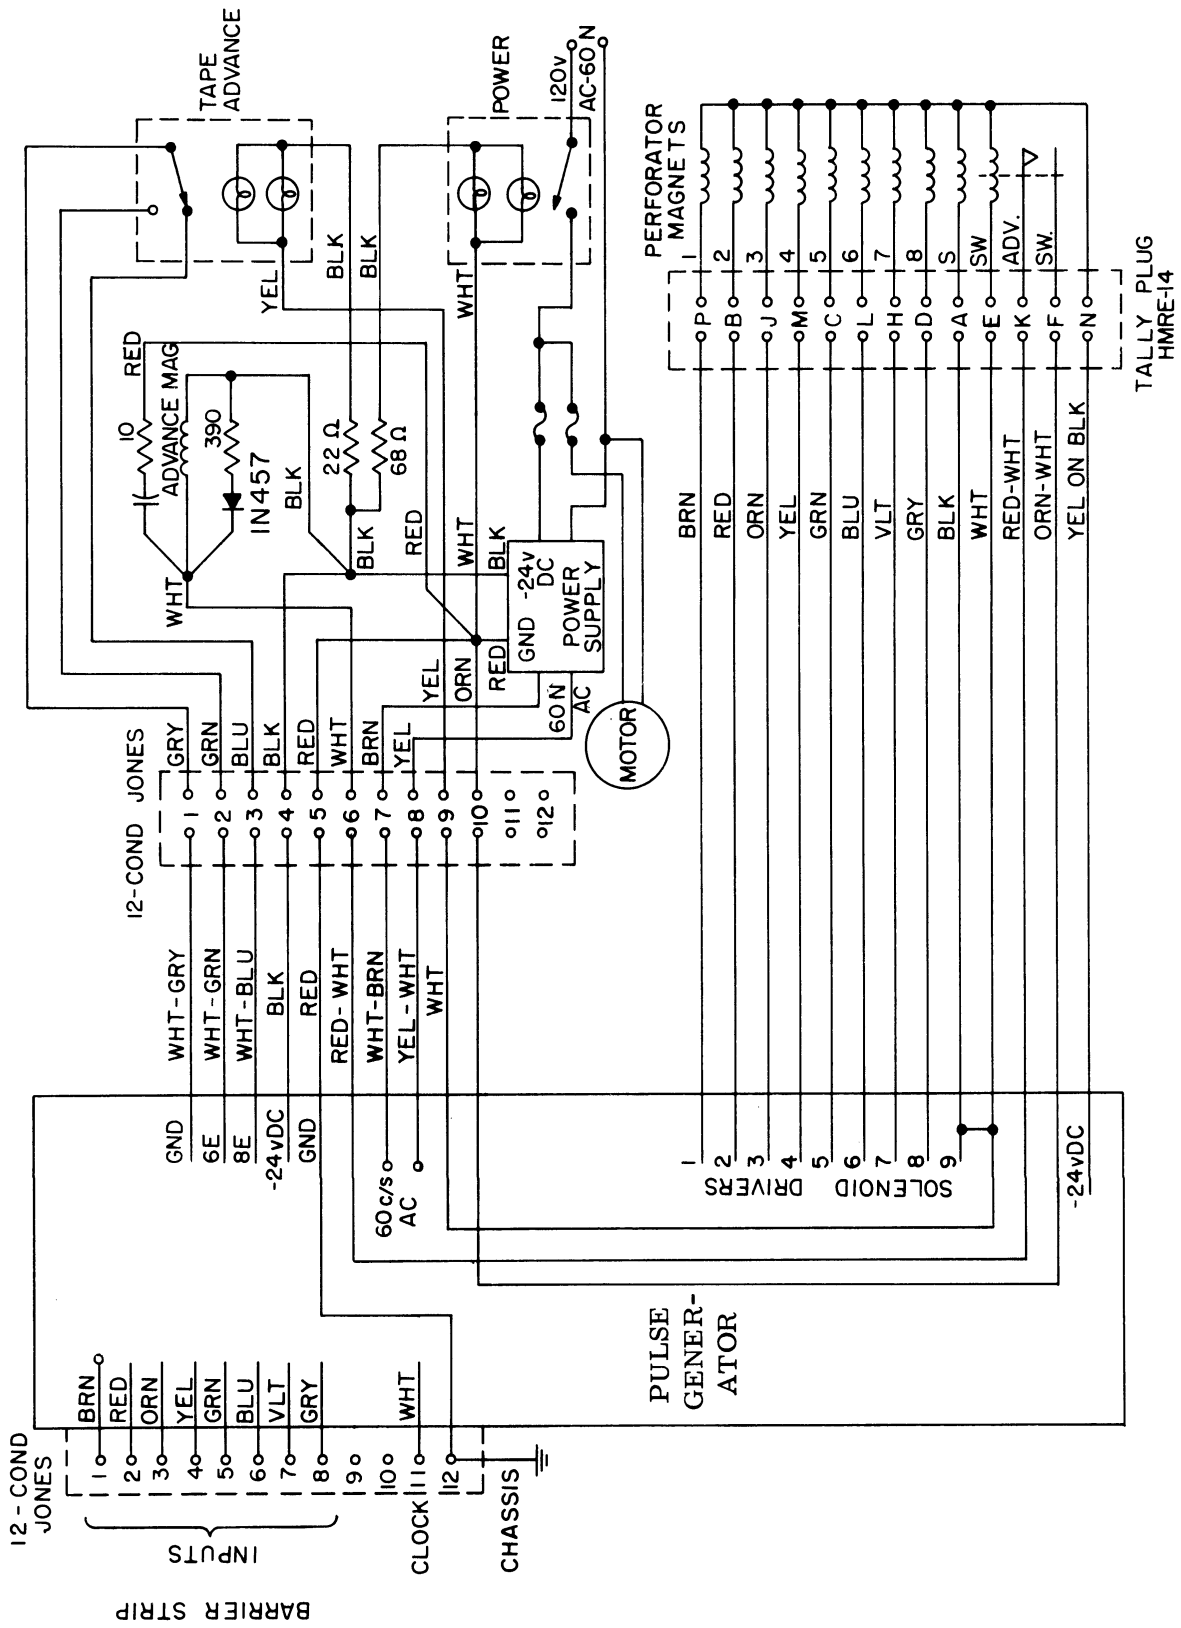 TAPE
ADVANCE
POWER
120v
AC-60 N
PERFORATOR
MAGNETS
YEL
BLK
BLK
WHT
RED
10
ADVANCE MAG
390
IN457
BLK
22 Ω
68 Ω
BLK
RED
WHT
WHT
BLK
-24v
DC
GND
POWER
SUPPLY
60 N
AC
RED
ORN
YEL
MOTOR
12-COND JONES
GRY
GRN
BLU
BLK
RED
WHT
BRN
YEL
1
2
3
4
5
6
7
8
9
10
11
12
WHT-GRY
WHT-GRN
WHT-BLU
BLK
RED
RED-WHT
WHT-BRN
YEL-WHT
WHT
GND
6E
8E
-24vDC
GND
60 c/s
AC
1
2
3
4
5
6
7
8
S
SW
ADV.
SW.
P
B
J
M
C
L
H
D
A
E
K
F
N
TALLY PLUG
HMRE-14
BRN
RED
ORN
YEL
GRN
BLU
VLT
GRY
BLK
WHT
RED-WHT
ORN-WHT
YEL ON BLK
1
2
3
4
5
6
7
8
9
SOLENOID DRIVERS
-24vDC
PULSE
GENER-
ATOR
12-COND
JONES
BRN
RED
ORN
YEL
GRN
BLU
VLT
GRY
WHT
1
2
3
4
5
6
7
8
9
10
CLOCK 11
12
CHASSIS
INPUTS
BARRIER STRIP